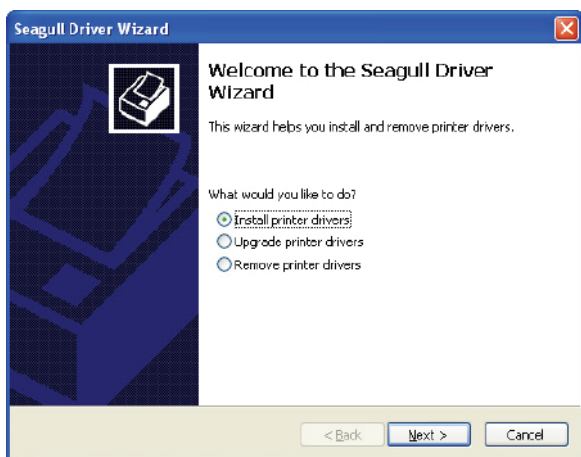 Seagull Driver Wizard
Welcome to the Seagull Driver
Wizard
This wizard helps you install and remove printer drivers.
What would you like to do?
Install printer drivers
Upgrade printer drivers
Remove printer drivers
< Back Next > Cancel